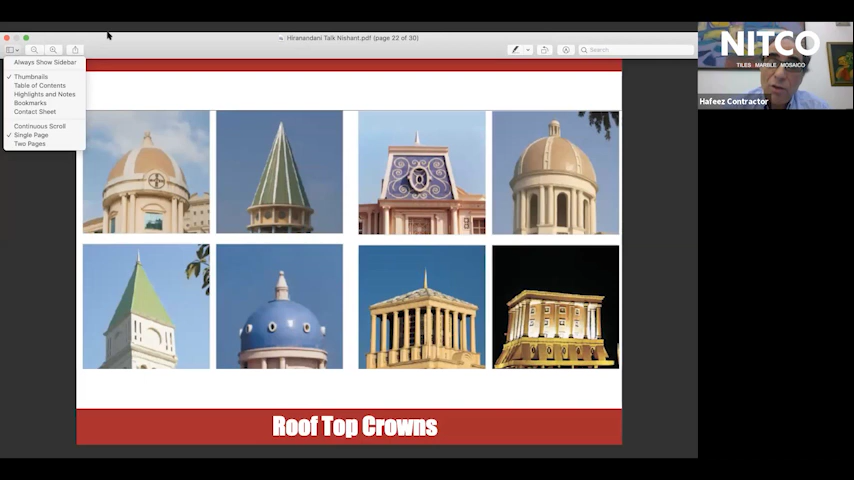 Hiranandani Talk Nishant.pdf (page 22 of 30)
Search
Always Show Sidebar
Thumbnails
Table of Contents
Highlights and Notes
Bookmarks
Contact Sheet
Continuous Scroll
Single Page
Two Pages
NITCO
TILES MARBLE MOSAICO
Hafeez Contractor
Roof Top Crowns